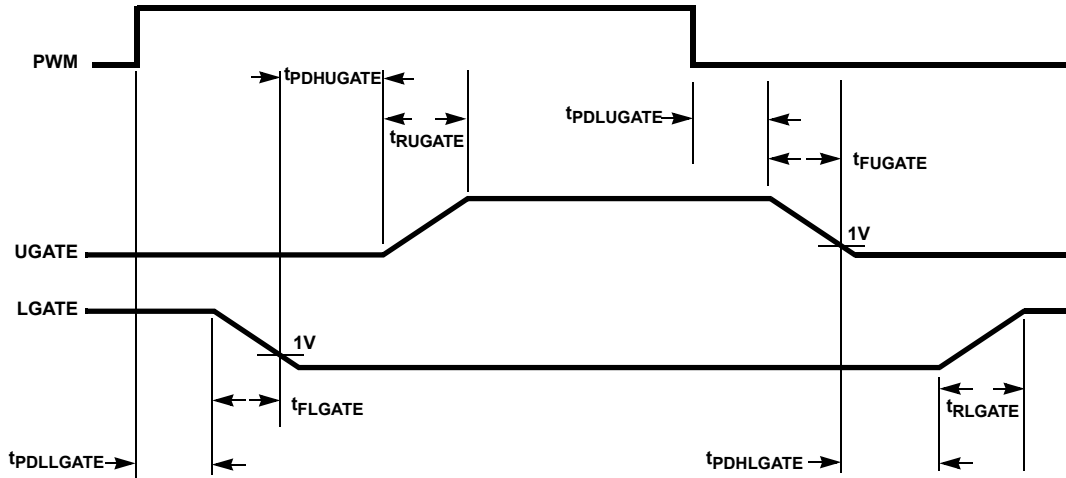 PWM
tPDHUGATE
tRUGATE
tPDLUGATE
tFUGATE
1V
UGATE
LGATE
1V
tFLGATE
tRLGATE
tPDLLGATE
tPDHLGATE